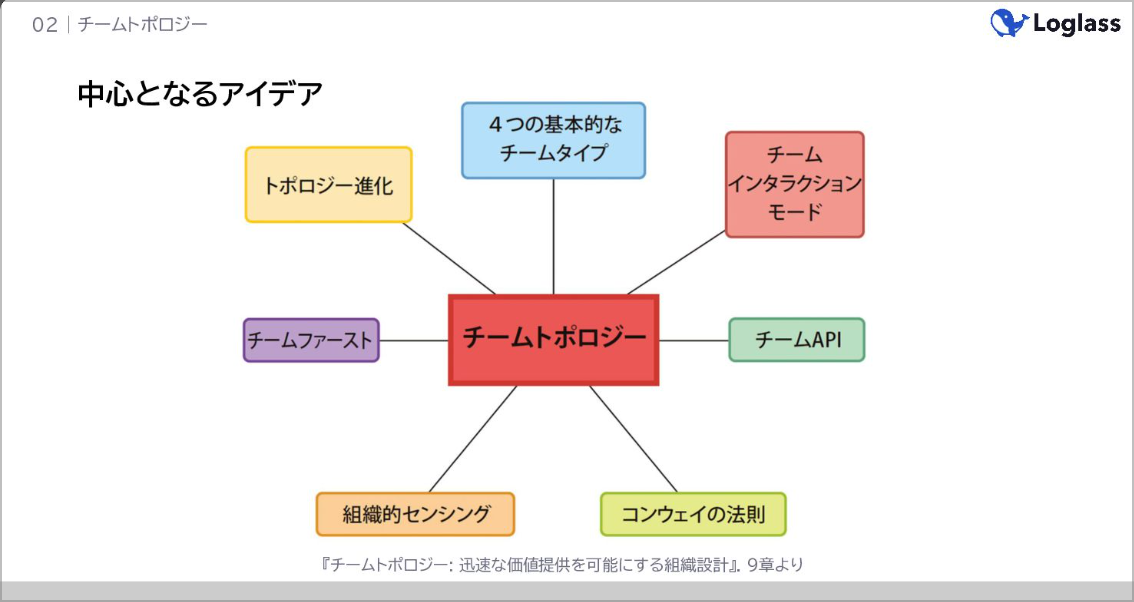 02｜チームトポロジー
Loglass
中心となるアイデア
4つの基本的な
チームタイプ
チーム
インタラクション
モード
トポロジー進化
チームファースト
チームトポロジー
チームAPI
組織的センシング
コンウェイの法則
『チームトポロジー: 迅速な価値提供を可能にする組織設計』. 9章より